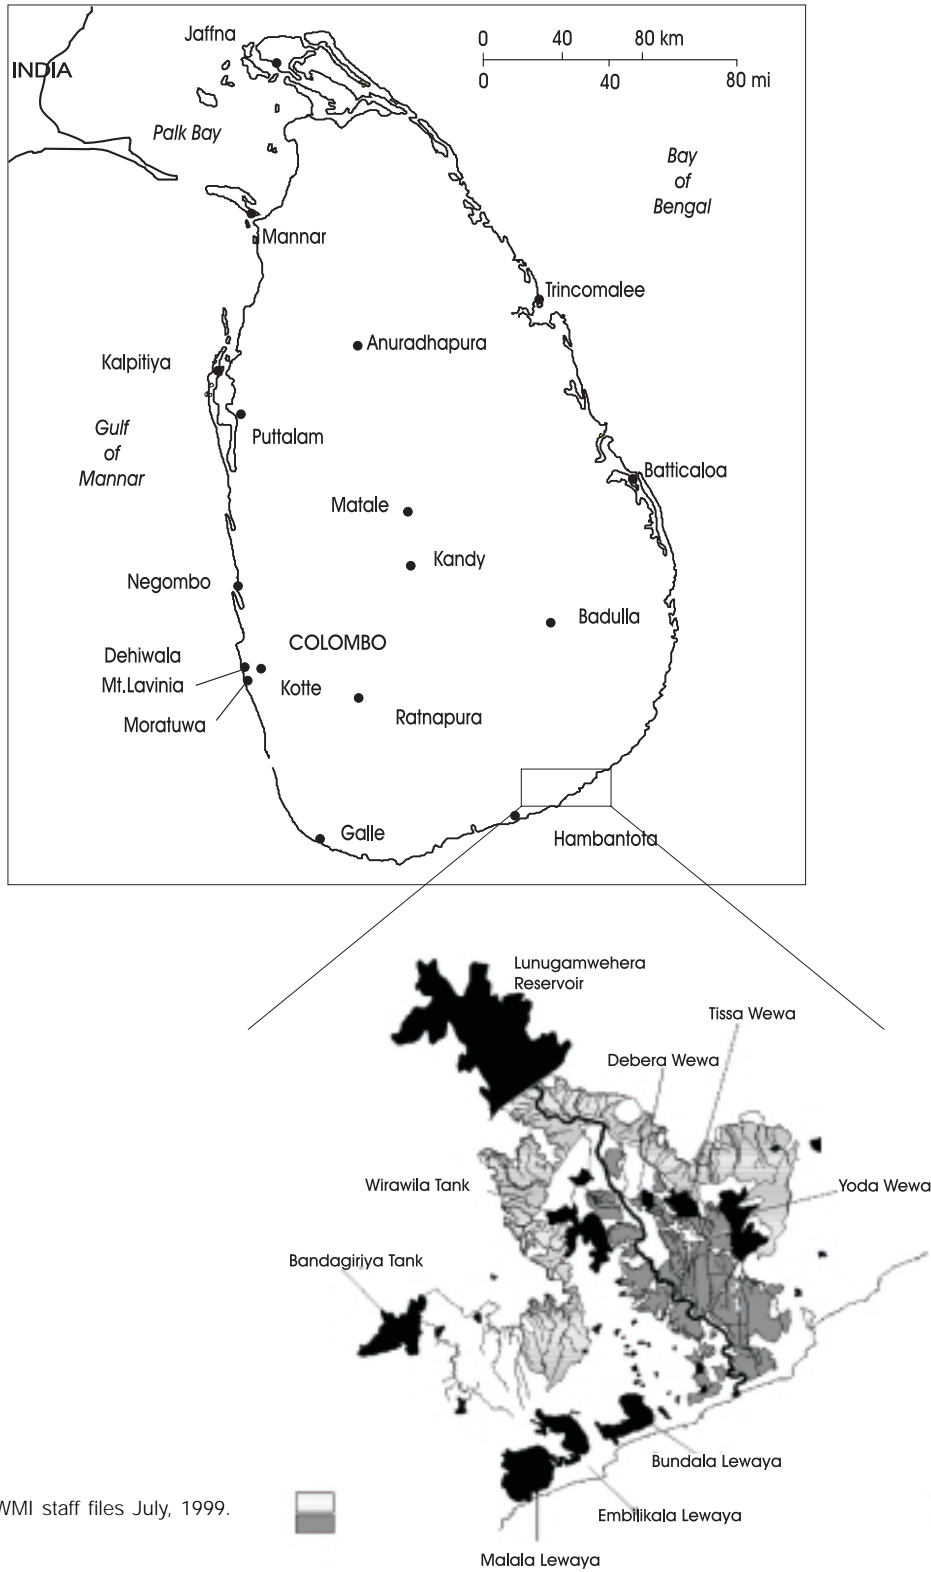 Jaffna
0 40 80 km
INDIA
0 40 80 mi
Palk Bay
Bay
of
Bengal
Mannar
Trincomalee
Anuradhapura
Kalpitiya
Gulf
of
Mannar
Puttalam
Batticaloa
Matale
Kandy
Negombo
Badulla
COLOMBO
Dehiwala
Mt.Lavinia
Kotte
Moratuwa
Ratnapura
Galle
Hambantota
Lunugamwehera
Reservoir
Tissa Wewa
Debera Wewa
Wirawila Tank
Yoda Wewa
Bandagiriya Tank
Bundala Lewaya
WMI staff files July, 1999.
Embilikala Lewaya
Malala Lewaya